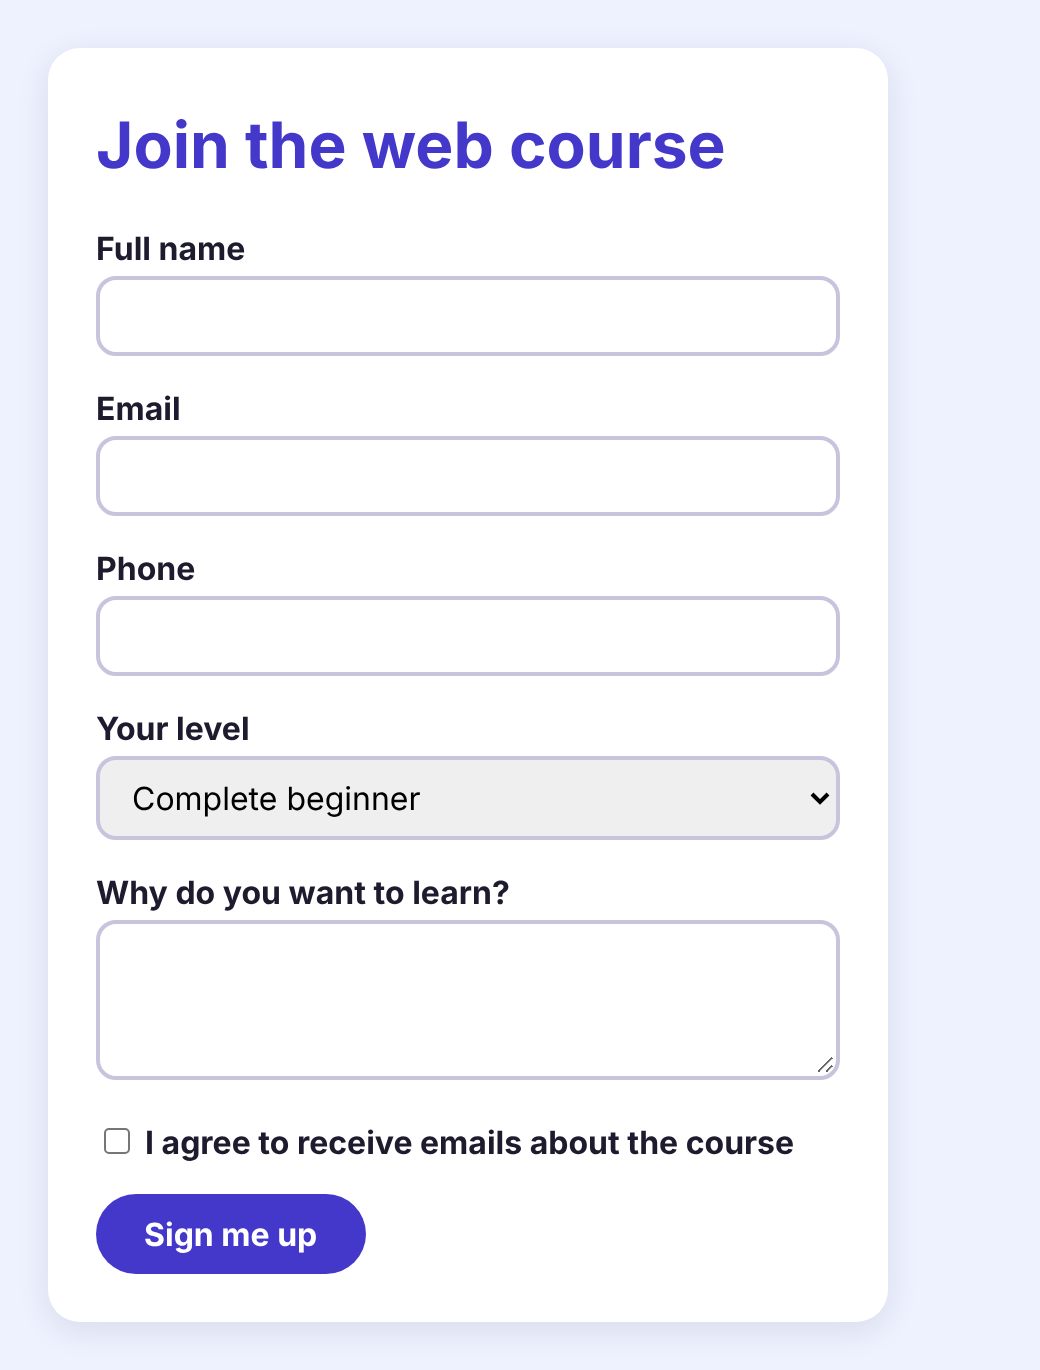 Join the web course
Full name
Email
Phone
Your level
Complete beginner
Why do you want to learn?
I agree to receive emails about the course
Sign me up